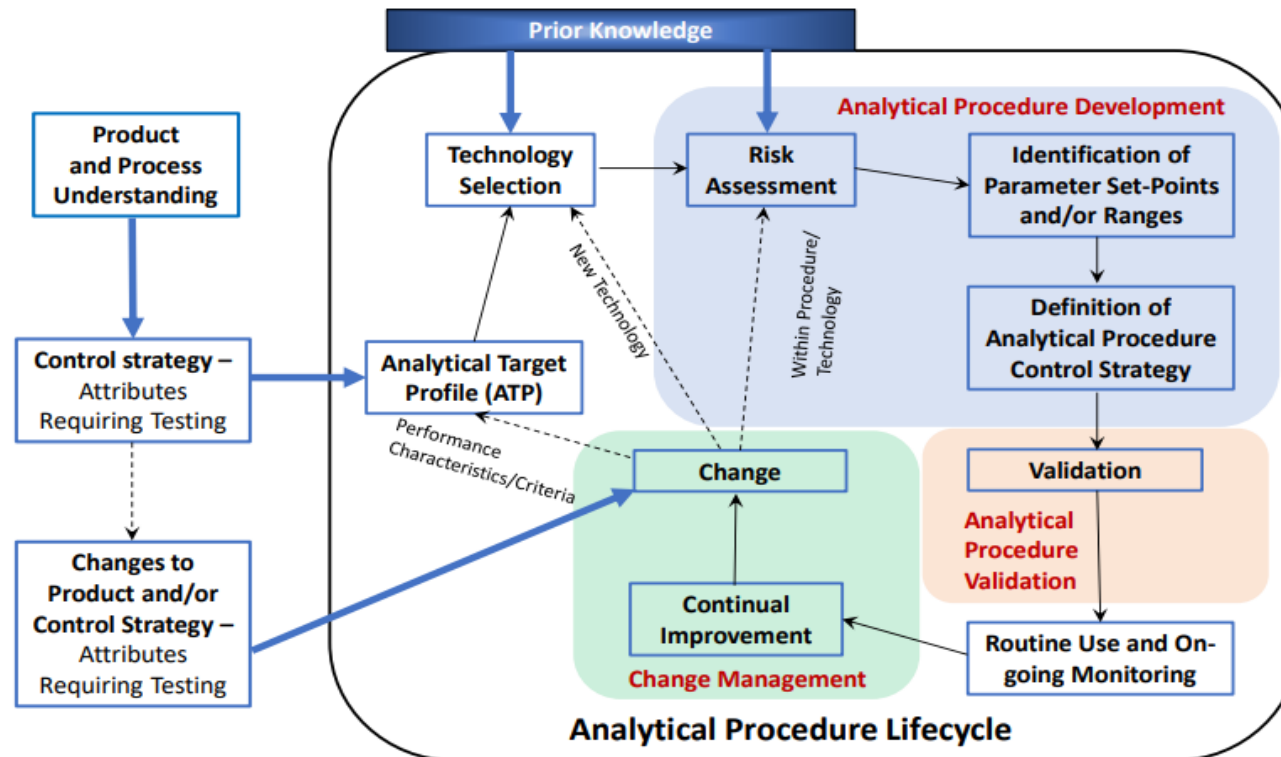 Prior Knowledge
Analytical Procedure Development
Product
and Process
Understanding
Technology
Selection
Risk
Assessment
Identification of
Parameter Set-Points
and/or Ranges
New Technology
Within Procedure/
Technology
Definition of
Analytical Procedure
Control Strategy
Control strategy –
Attributes
Requiring Testing
Analytical Target
Profile (ATP)
Performance
Characteristics/Criteria
Change
Validation
Analytical
Procedure
Validation
Changes to
Product and/or
Control Strategy –
Attributes
Requiring Testing
Continual
Improvement
Change Management
Routine Use and On-
going Monitoring
Analytical Procedure Lifecycle